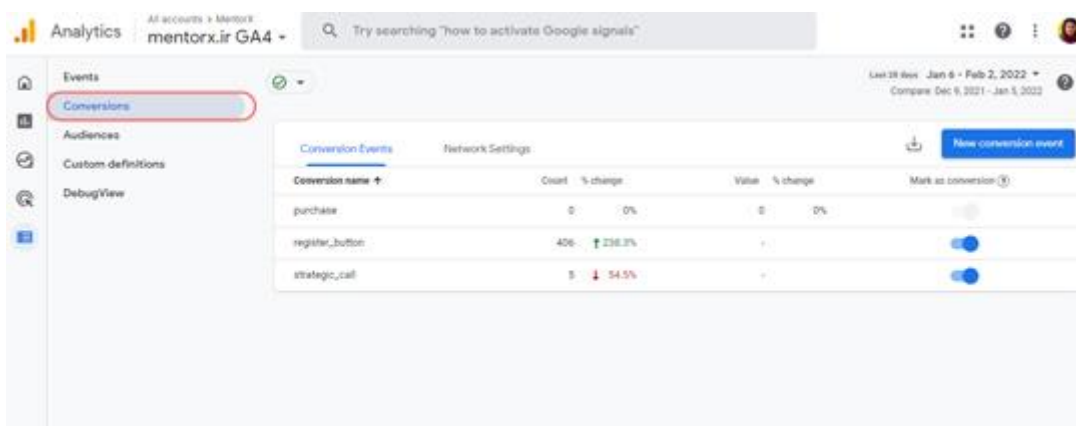 All accounts > MentorX
Analytics
mentorx.ir GA4
Try searching "how to activate Google signals"
Events
Conversions
Audiences
Custom definitions
DebugView
Last 28 days Jan 6 - Feb 2, 2022
Compare: Dec 9, 2021 - Jan 5, 2022
Conversion Events Network Settings New conversion event
Conversion name Count % change Value % change Mark as conversion
purchase 0 0% 0 0%
register_button 406 238.3% -
strategic_call 5 54.5% -